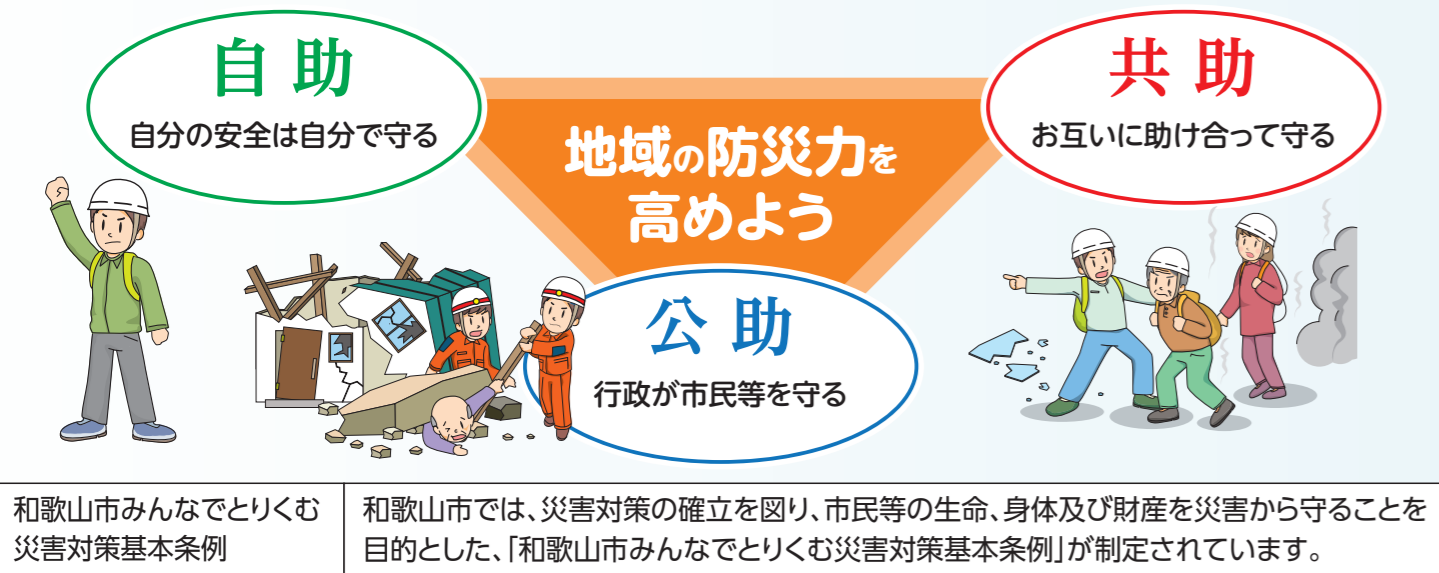 自助
自分の安全は自分で守る
共助
お互いに助け合って守る
地域の防災力を
高めよう
公助
行政が市民等を守る
和歌山市みんなでとりくむ
災害対策基本条例
和歌山市では、災害対策の確立を図り、市民等の生命、身体及び財産を災害から守ることを
目的とした、「和歌山市みんなでとりくむ災害対策基本条例」が制定されています。